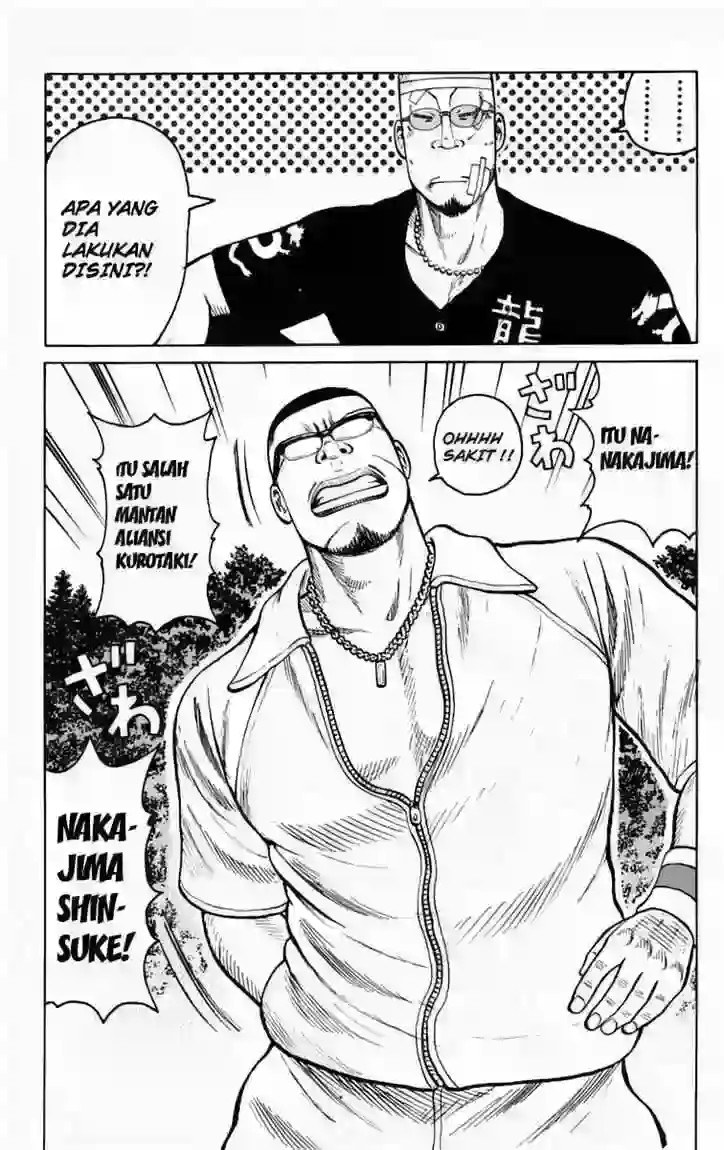 ........
APA YANG
DIA
LAKUKAN
DISINI?!
龍
ざわ
ITU NA-
NAKAJIMA!
OHHHH
SAKIT !!
ITU SALAH
SATU
MANTAN
ALIANSI
KUROTAKI!
ざわ
NAKA-
JIMA
SHIN-
SUKE!